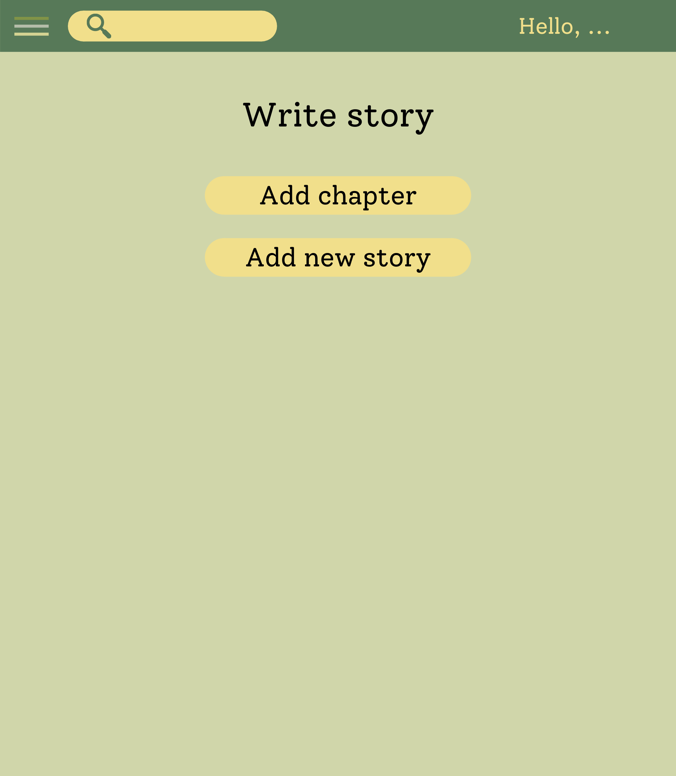 Hello, ...
Write story
Add chapter
Add new story